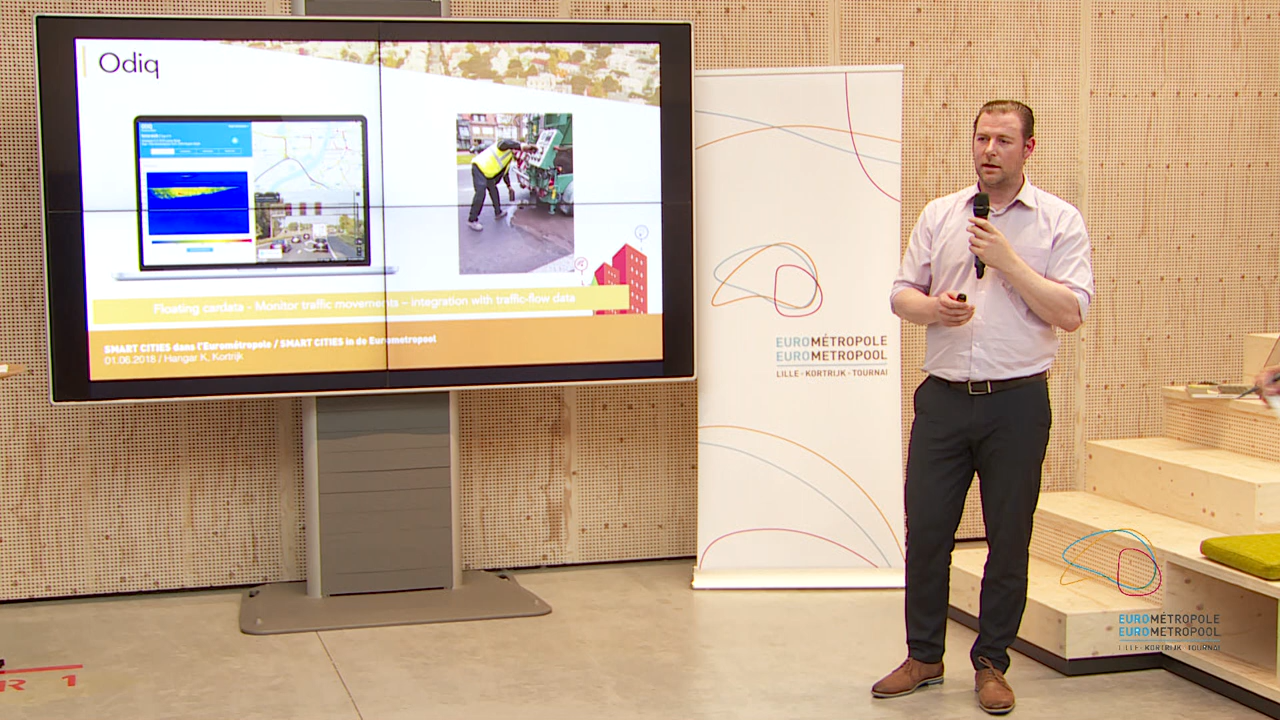 Odiq
Floating cardata - Monitor traffic movements – integration with traffic-flow data
SMART CITIES dans l'Eurométropole / SMART CITIES in de Eurometropool
01.06.2018 / Hangar K, Kortrijk
EUROMÉTROPOLE
EUROMETROPOOL
LILLE - KORTRIJK - TOURNAI
EUROMÉTROPOLE
EUROMETROPOOL
LILLE - KORTRIJK - TOURNAI
R 1